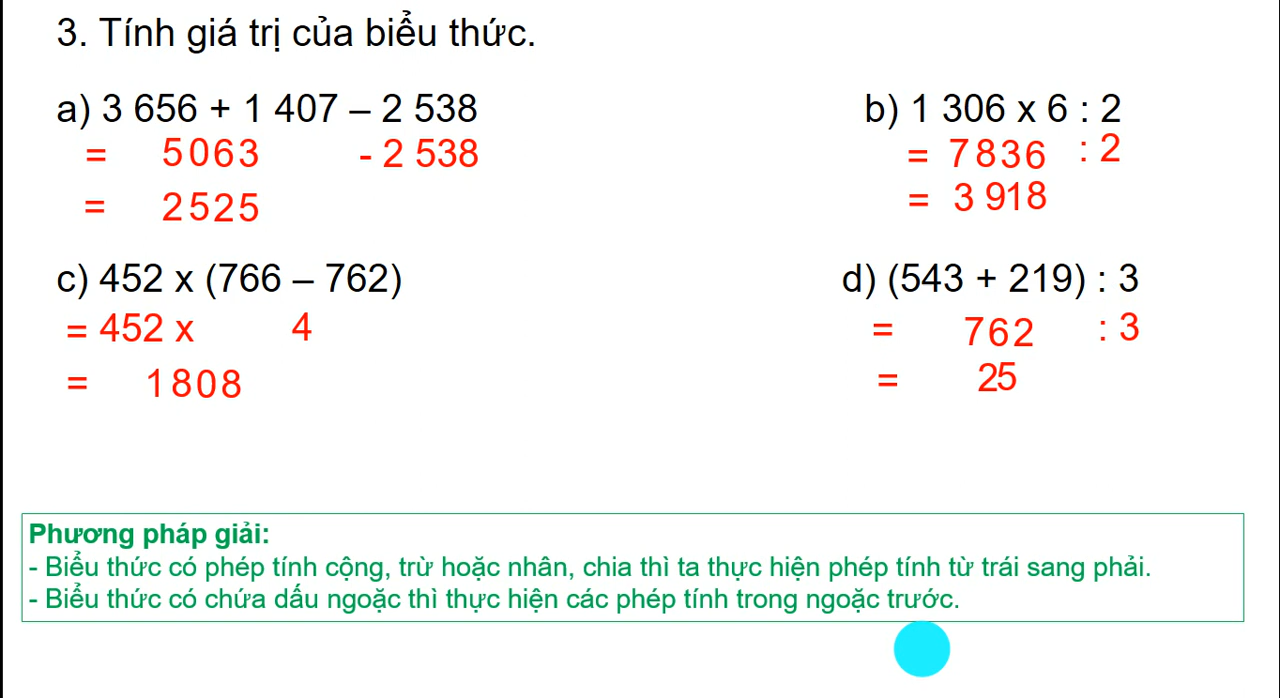 3. Tính giá trị của biểu thức.
a) 3 656 + 1 407 – 2 538
= 5063 - 2 538
= 2525
b) 1 306 x 6 : 2
= 7836 : 2
= 3 918
c) 452 x (766 – 762)
= 452 x 4
= 1808
d) (543 + 219) : 3
= 762 : 3
= 25
Phương pháp giải:
- Biểu thức có phép tính cộng, trừ hoặc nhân, chia thì ta thực hiện phép tính từ trái sang phải.
- Biểu thức có chứa dấu ngoặc thì thực hiện các phép tính trong ngoặc trước.